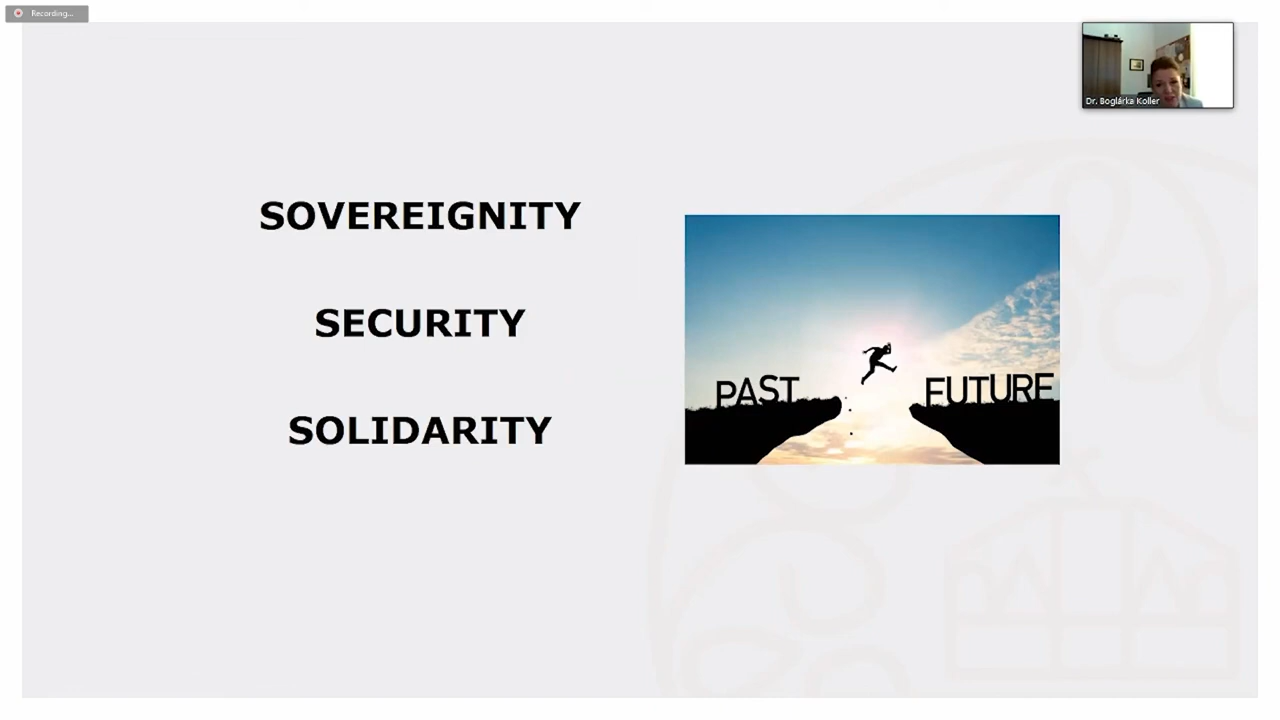 Recording...
Dr. Boglárka Koller
SOVEREIGNITY
SECURITY
SOLIDARITY
PAST
FUTURE